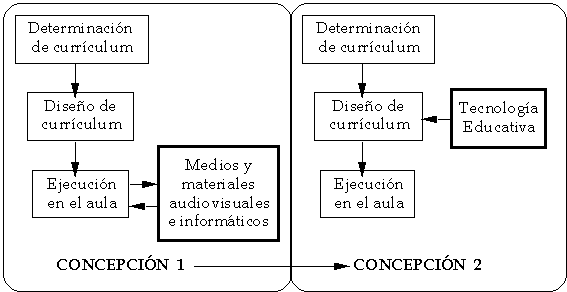 Determinación
de currículum
Diseño de
currículum
Ejecución
en el aula
Medios y
materiales
audiovisuales
e informáticos
CONCEPCIÓN 1
Determinación
de currículum
Diseño de
currículum
Tecnología
Educativa
Ejecución
en el aula
CONCEPCIÓN 2